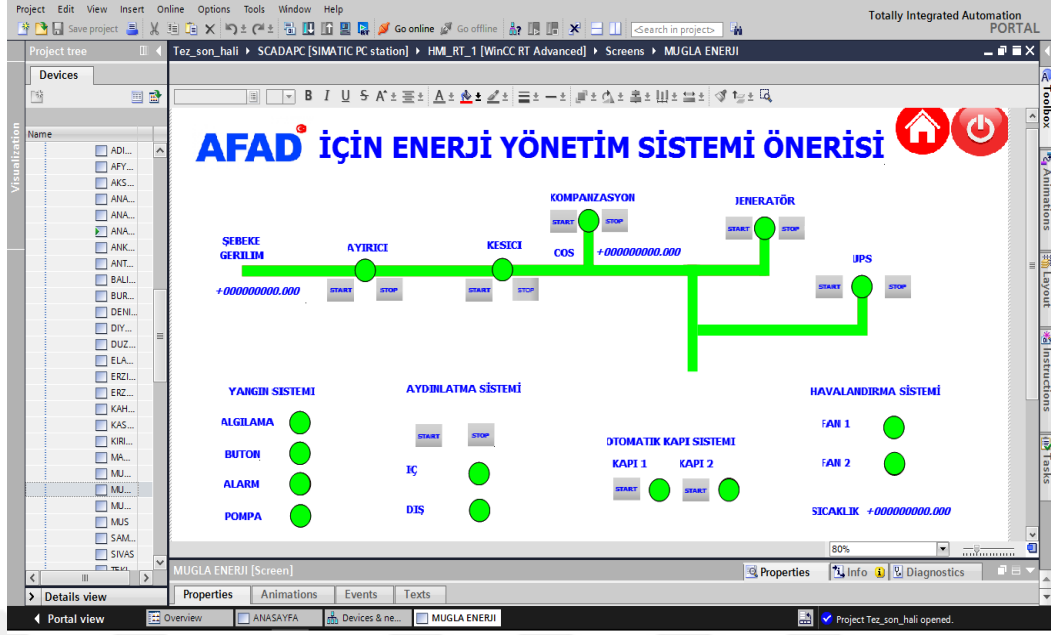 Project Edit View Insert Online Options Tools Window Help
Totally Integrated Automation
PORTAL
Save project
Go online
Go offline
<Search in project>
Project tree
Tez_son_hali ▸ SCADAPC [SIMATIC PC station] ▸ HMI_RT_1 [WinCC RT Advanced] ▸ Screens ▸ MUGLA ENERJI
Devices
Visualization
Name
ADI...
AFY...
AKS...
ANA...
ANA...
ANA...
ANK...
ANT...
BALI...
BUR...
DENI...
DIY...
DUZ...
ELA...
ERZI...
ERZ...
KAH...
KAS...
KIRI...
MA...
MU...
MU...
MU...
MUS
SAM...
SIVAS
B I U S A
AFAD İÇİN ENERJİ YÖNETİM SİSTEMİ ÖNERİSİ
KOMPANZASYON
START STOP
JENERATÖR
START STOP
ŞEBEKE
GERILIM
AYIRICI
KESICI
COS +000000000.000
UPS
+000000000.000
START STOP
START STOP
START STOP
YANGIN SISTEMI
ALGILAMA
BUTON
ALARM
POMPA
AYDINLATMA SİSTEMİ
START STOP
IÇ
DIŞ
OTOMATIK KAPI SISTEMI
KAPI 1 KAPI 2
START START
HAVALANDIRMA SİSTEMİ
FAN 1
FAN 2
SICAKLIK +000000000.000
80%
Toolbox
Animations
Layout
Instructions
Tasks
MUGLA ENERJI [Screen]
Properties Info Diagnostics
Properties Animations Events Texts
Details view
Portal view
Overview
ANASAYFA
Devices & ne...
MUGLA ENERJI
Project Tez_son_hali opened.